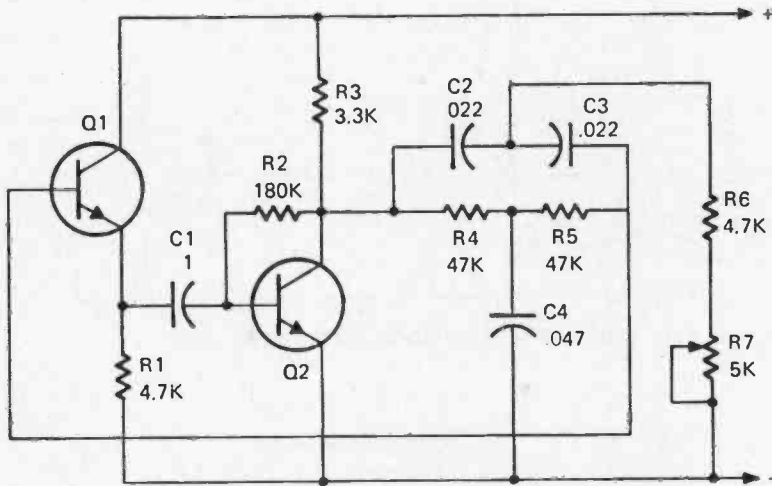 +
Q1
R3
3.3K
C2
022
C3
.022
R2
180K
C1
1
R4
47K
R5
47K
R6
4.7K
C4
.047
R7
5K
R1
4.7K
Q2
-